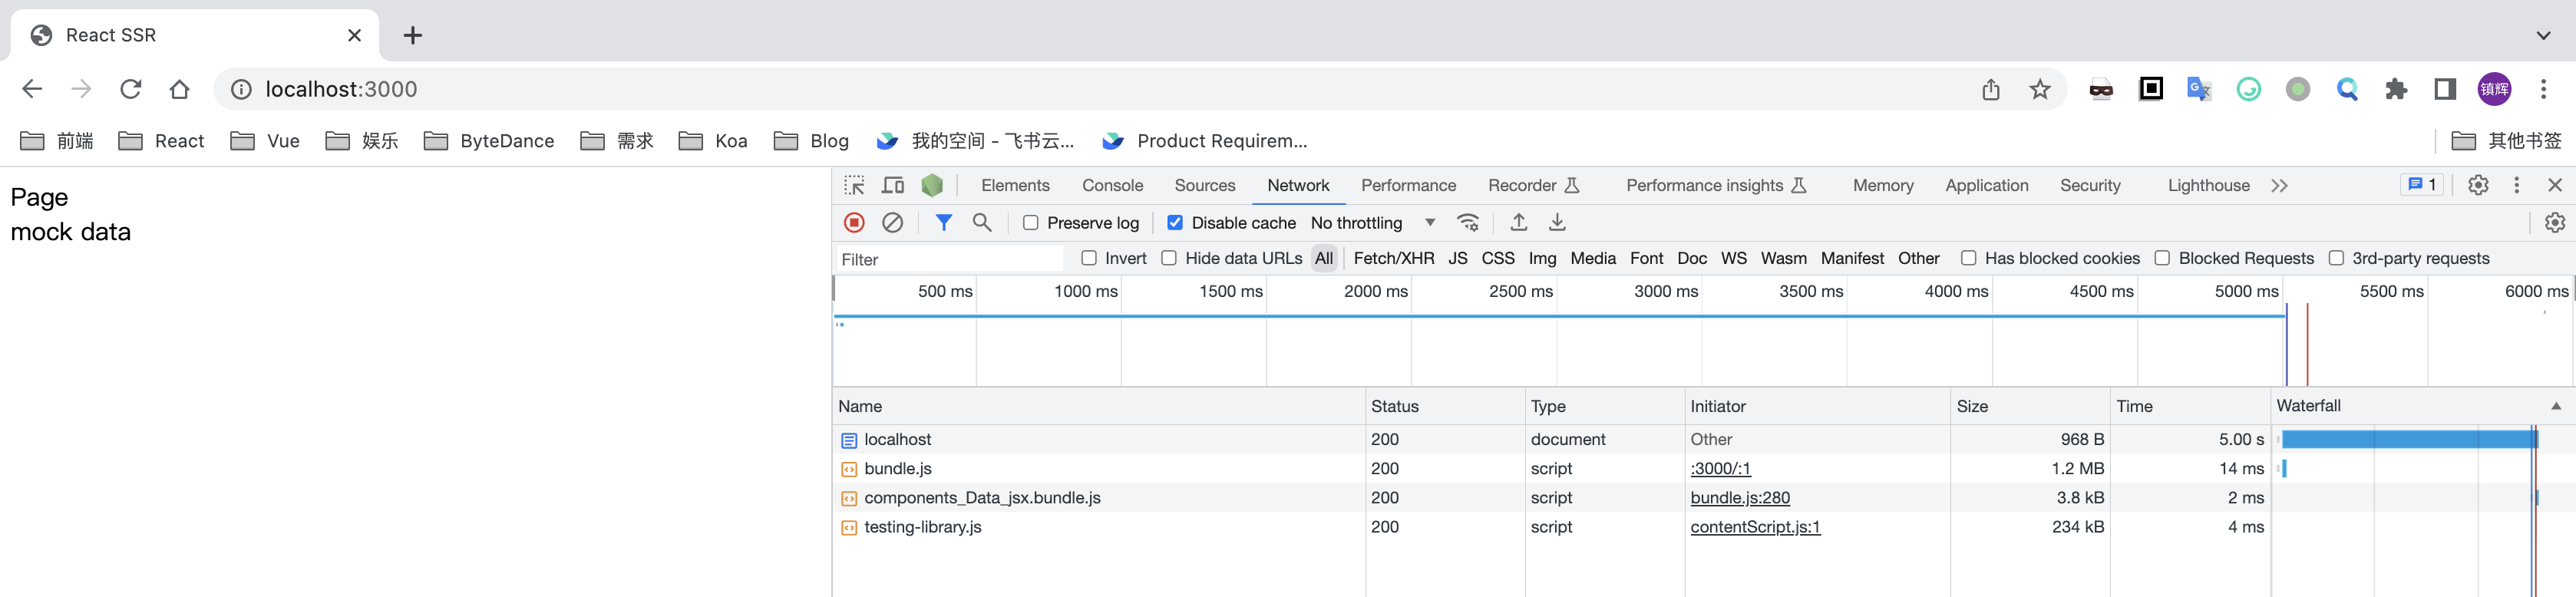 React SSR
localhost:3000
镇辉
前端 React Vue 娱乐 ByteDance 需求 Koa Blog 我的空间 - 飞书云... Product Requirem... 其他书签
Page
mock data
Elements Console Sources Network Performance Recorder Performance insights Memory Application Security Lighthouse 1
Preserve log Disable cache No throttling
Filter Invert Hide data URLs All Fetch/XHR JS CSS Img Media Font Doc WS Wasm Manifest Other Has blocked cookies Blocked Requests 3rd-party requests
500 ms 1000 ms 1500 ms 2000 ms 2500 ms 3000 ms 3500 ms 4000 ms 4500 ms 5000 ms 5500 ms 6000 ms
Name Status Type Initiator Size Time Waterfall
localhost 200 document Other 968 B 5.00 s
bundle.js 200 script :3000/:1 1.2 MB 14 ms
components_Data_jsx.bundle.js 200 script bundle.js:280 3.8 kB 2 ms
testing-library.js 200 script contentScript.js:1 234 kB 4 ms